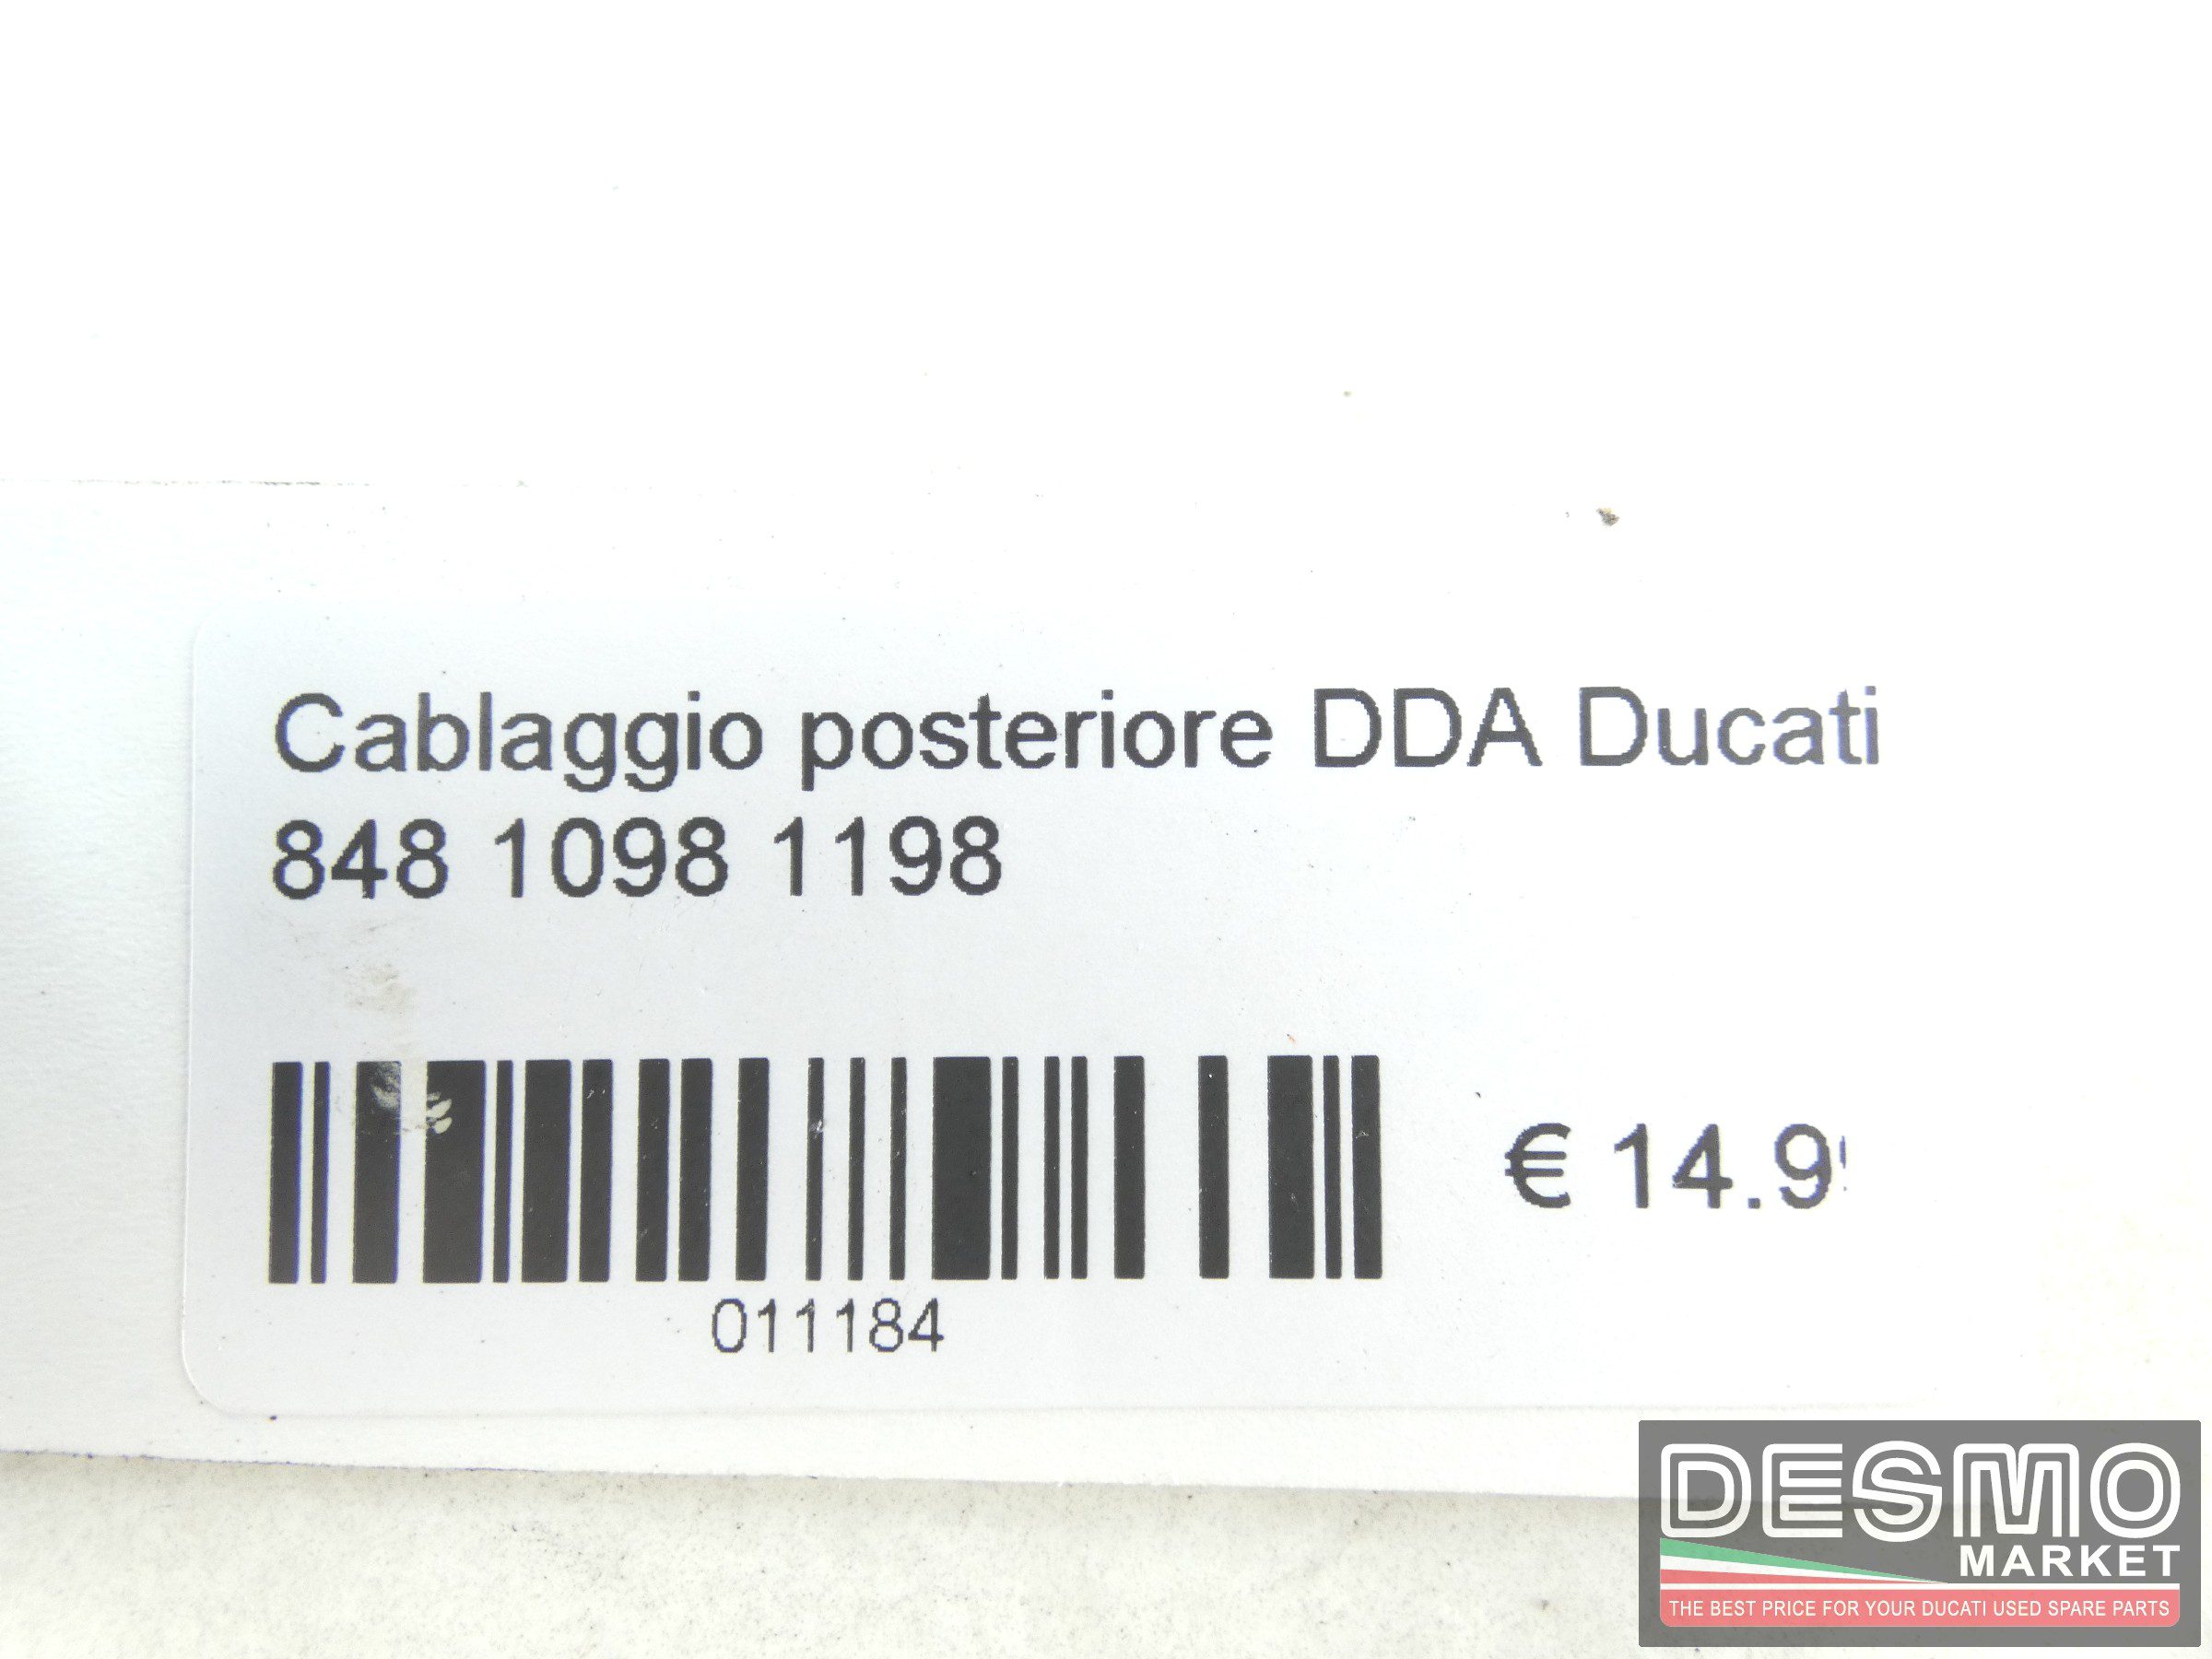 Cablaggio posteriore DDA Ducati
848 1098 1198
011184
€ 14.9
DESMO
MARKET
THE BEST PRICE FOR YOUR DUCATI USED SPARE PARTS